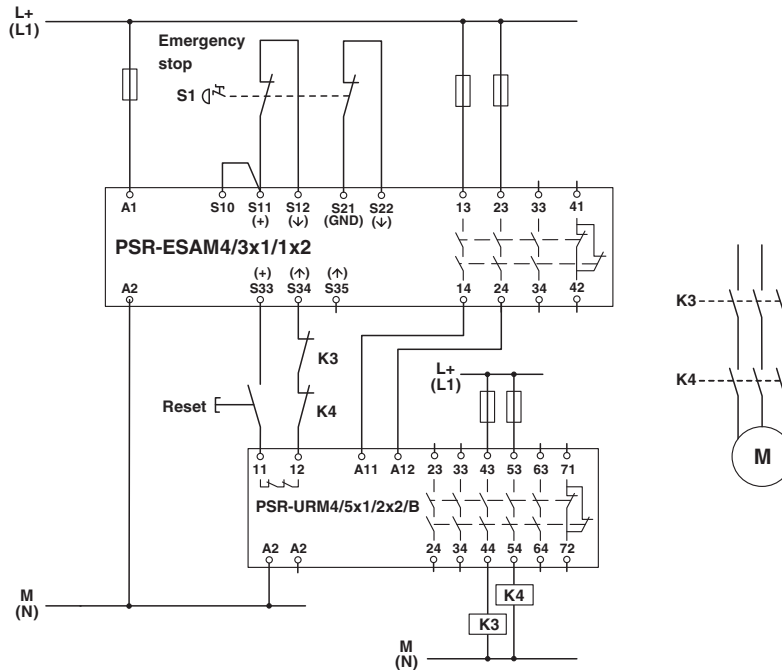 L+
(L1)
Emergency
stop
S1
A1 S10 S11 S12 S21 S22 13 23 33 41
(+) (↓) (GND) (↓)
PSR-ESAM4/3x1/1x2
(+) (↑) (↑)
A2 S33 S34 S35 14 24 34 42
K3
K3
L+
(L1)
K4
K4
Reset
M
11 12 A11 A12 23 33 43 53 63 71
PSR-URM4/5x1/2x2/B
A2 A2 24 34 44 54 64 72
K4
M
(N)
K3
M
(N)